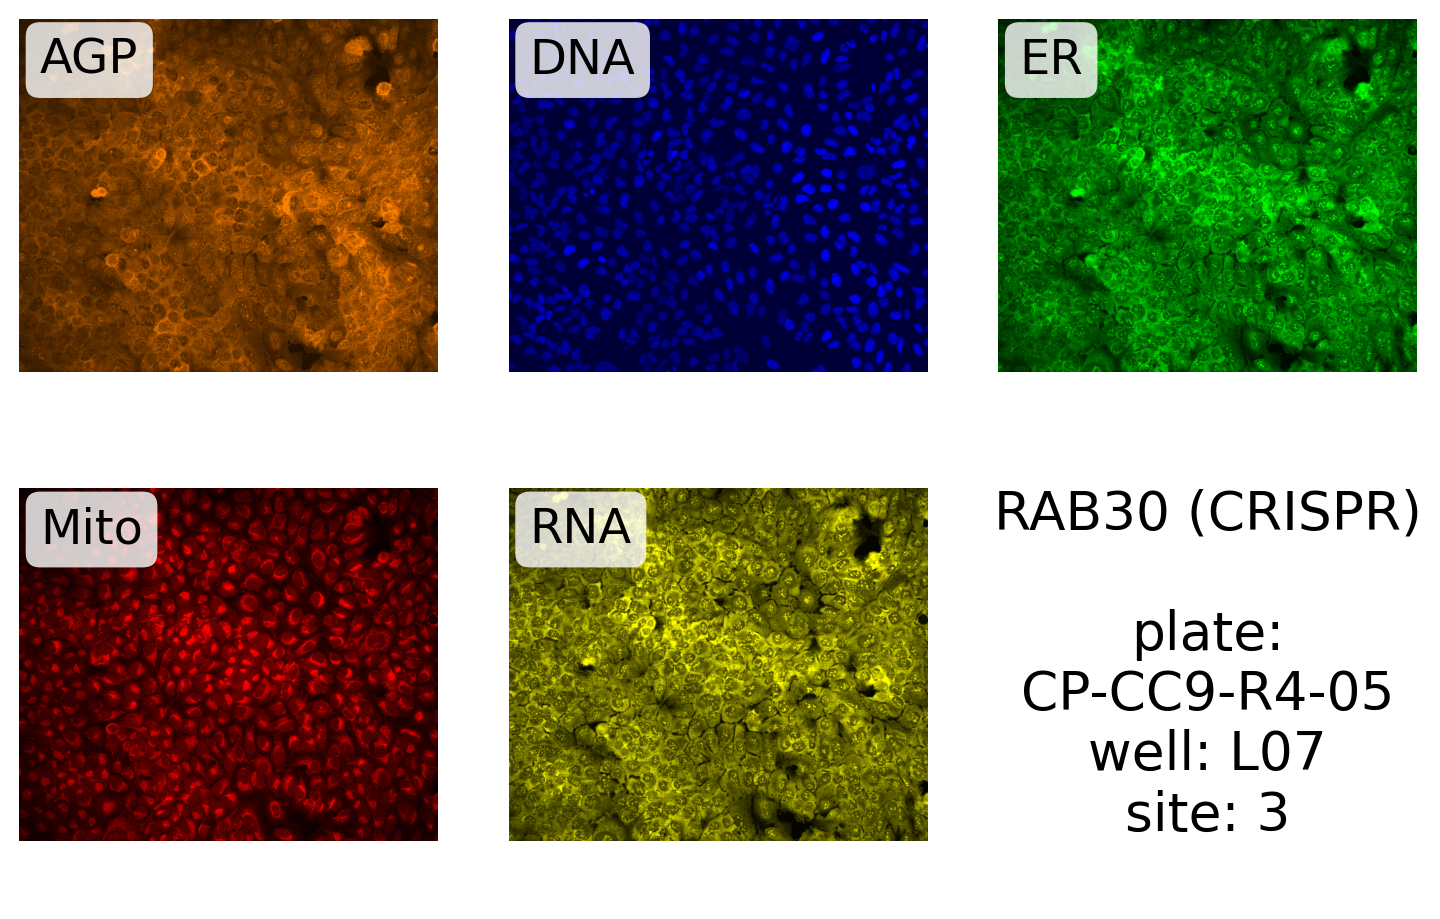 AGP
DNA
ER
Mito
RNA
RAB30 (CRISPR)
plate:
CP-CC9-R4-05
well: L07
site: 3